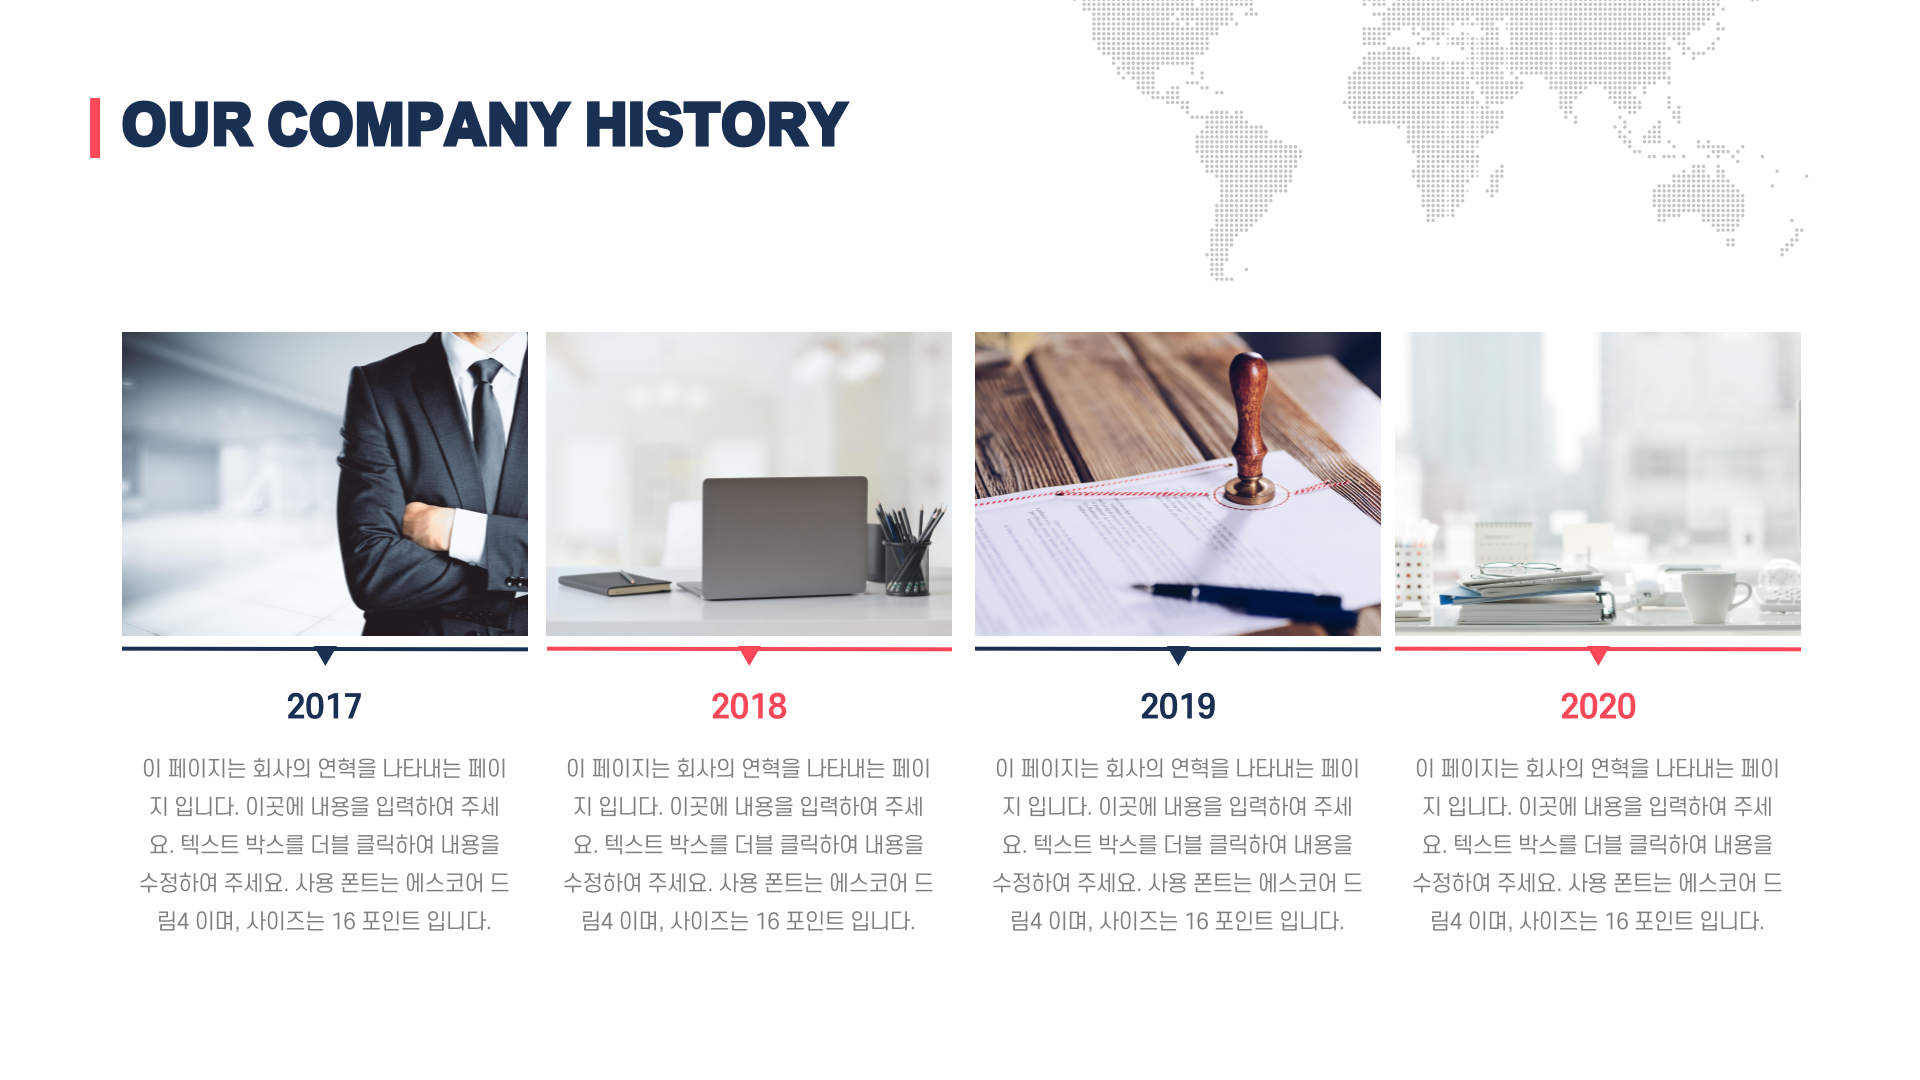 OUR COMPANY HISTORY
2017
이 페이지는 회사의 연혁을 나타내는 페이
지 입니다. 이곳에 내용을 입력하여 주세
요. 텍스트 박스를 더블 클릭하여 내용을
수정하여 주세요. 사용 폰트는 에스코어 드
림4 이며, 사이즈는 16 포인트 입니다.
2018
이 페이지는 회사의 연혁을 나타내는 페이
지 입니다. 이곳에 내용을 입력하여 주세
요. 텍스트 박스를 더블 클릭하여 내용을
수정하여 주세요. 사용 폰트는 에스코어 드
림4 이며, 사이즈는 16 포인트 입니다.
2019
이 페이지는 회사의 연혁을 나타내는 페이
지 입니다. 이곳에 내용을 입력하여 주세
요. 텍스트 박스를 더블 클릭하여 내용을
수정하여 주세요. 사용 폰트는 에스코어 드
림4 이며, 사이즈는 16 포인트 입니다.
2020
이 페이지는 회사의 연혁을 나타내는 페이
지 입니다. 이곳에 내용을 입력하여 주세
요. 텍스트 박스를 더블 클릭하여 내용을
수정하여 주세요. 사용 폰트는 에스코어 드
림4 이며, 사이즈는 16 포인트 입니다.